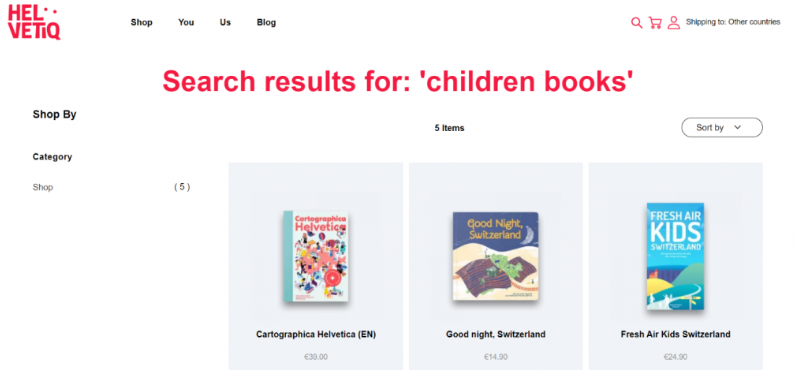 HEL
VETIQ
Shop You Us Blog
Shipping to: Other countries
Search results for: 'children books'
Shop By
5 Items
Sort by
Category
Shop ( 5 )
Cartographica
Helvetica
Good Night,
Switzerland
FRESH AIR
KIDS
SWITZERLAND
Cartographica Helvetica (EN)
Good night, Switzerland
Fresh Air Kids Switzerland
€39.00
€14.90
€24.90